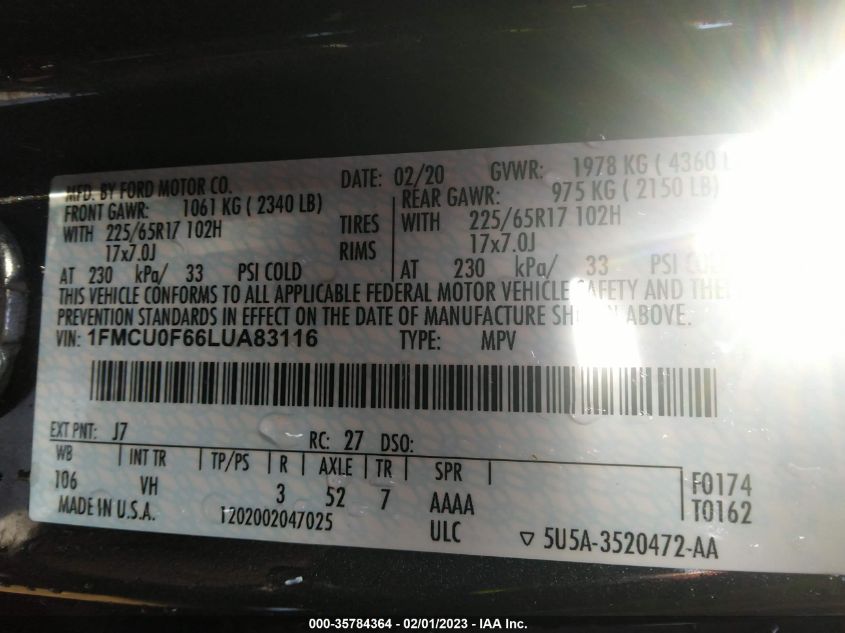 MFD. BY FORD MOTOR CO. DATE: 02/20 GVWR: 1978 KG ( 4360 L
FRONT GAWR: 1061 KG ( 2340 LB) REAR GAWR: 975 KG ( 2150 LB)
WITH 225/65R17 102H TIRES WITH 225/65R17 102H
17x7.0J RIMS 17x7.0J
AT 230 kPa/ 33 PSI COLD AT 230 kPa/ 33 PSI COLD
THIS VEHICLE CONFORMS TO ALL APPLICABLE FEDERAL MOTOR VEHICLE SAFETY AND THEF
PREVENTION STANDARDS IN EFFECT ON THE DATE OF MANUFACTURE SHOWN ABOVE.
VIN: 1FMCU0F66LUA83116 TYPE: MPV
EXT PNT: J7 RC: 27 DSO:
WB INT TR TP/PS R AXLE TR SPR
106 VH 3 52 7 AAAA
F0174
T0162
MADE IN U.S.A. 1202002047025 ULC ▽ 5U5A-3520472-AA
000-35784364 - 02/01/2023 - IAA Inc.